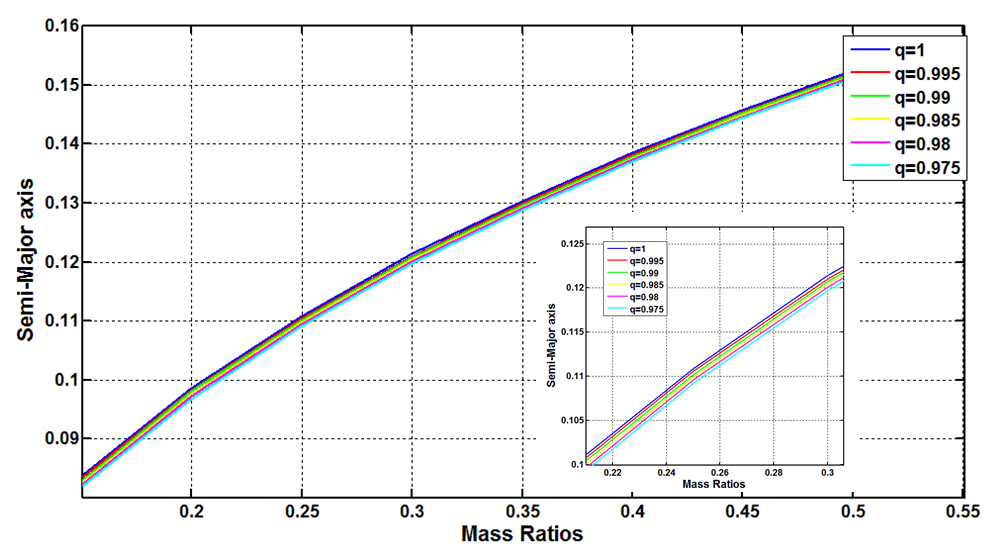 0.16
0.15
0.14
0.13
0.12
0.11
0.1
0.09
Semi-Major axis
0.2 0.25 0.3 0.35 0.4 0.45 0.5 0.55
Mass Ratios
q=1
q=0.995
q=0.99
q=0.985
q=0.98
q=0.975
0.125
0.12
0.115
0.11
0.105
0.1
Semi-Major axis
q=1
q=0.995
q=0.99
q=0.985
q=0.98
q=0.975
0.22 0.24 0.26 0.28 0.3
Mass Ratios